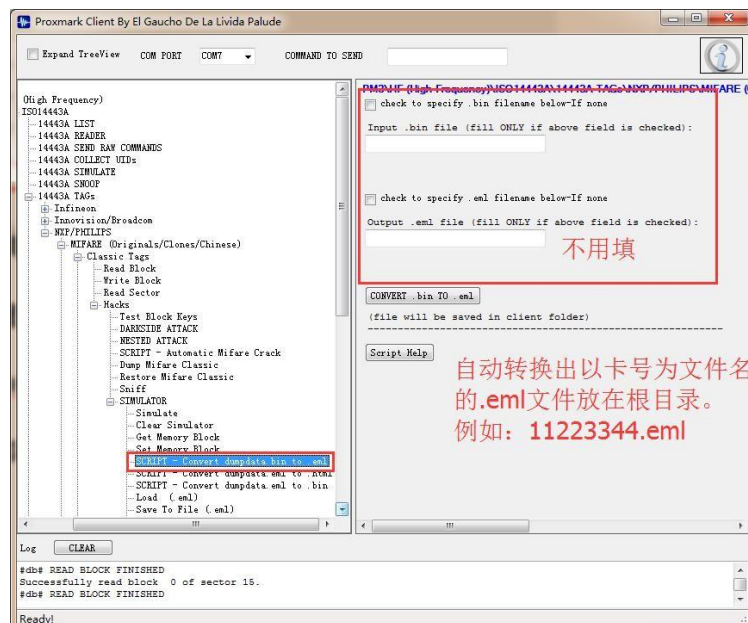 Proxmark Client By El Gaucho De La Livida Palude
Expand TreeView COM PORT COM7 COMMAND TO SEND
(High Frequency)
ISO14443A
14443A LIST
14443A READER
14443A SEND RAW COMMANDS
14443A COLLECT UIDs
14443A SIMULATE
14443A SNOOP
14443A TAGs
Infineon
Innovision/Broadcom
NXP/PHILIPS
MIFARE (Originals/Clones/Chinese)
Classic Tags
Read Block
Write Block
Read Sector
Hacks
Test Block Keys
DARKSIDE ATTACK
NESTED ATTACK
SCRIPT - Automatic Mifare Crack
Dump Mifare Classic
Restore Mifare Classic
Sniff
SIMULATOR
Simulate
Clear Simulator
Get Memory Block
Set Memory Block
SCRIPT - Convert dumpdata.bin to .eml
SCRIPT - Convert dumpdata.eml to .html
SCRIPT - Convert dumpdata.eml to .bin
Load (.eml)
Save To File (.eml)
PM3\HF (High Frequency)\ISO14443A\14443A TAGs\NXP/PHILIPS\MIFARE (
check to specify .bin filename below-If none
Input .bin file (fill ONLY if above field is checked):
check to specify .eml filename below-If none
Output .eml file (fill ONLY if above field is checked):
不用填
CONVERT .bin TO .eml
(file will be saved in client folder)
Script Help
自动转换出以卡号为文件名
的.eml文件放在根目录。
例如：11223344.eml
Log CLEAR
#db# READ BLOCK FINISHED
Successfully read block 0 of sector 15.
#db# READ BLOCK FINISHED
Ready!